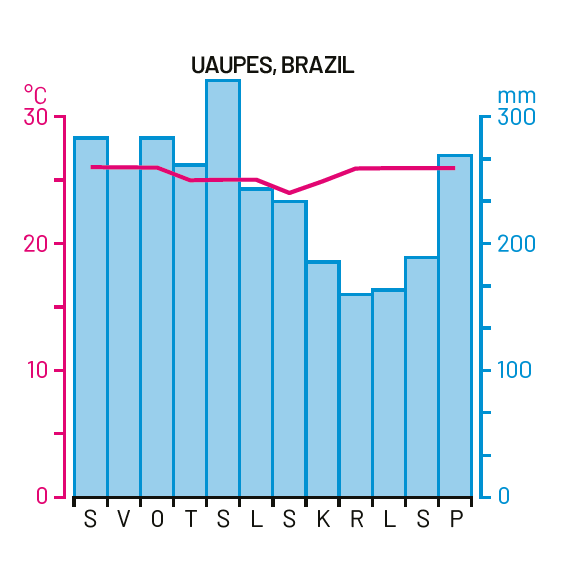 UAUPES, BRAZIL
°C mm
30 300
20 200
10 100
0 0
S V O T S L S K R L S P